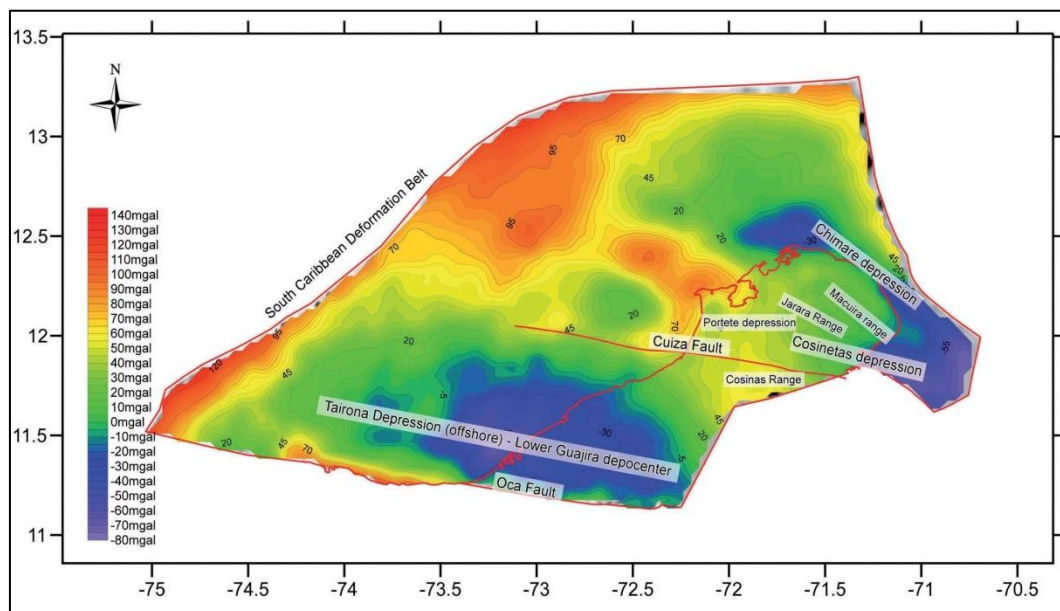 13.5
13
12.5
12
11.5
11
N
140mgal
130mgal
120mgal
110mgal
100mgal
90mgal
80mgal
70mgal
60mgal
50mgal
40mgal
30mgal
20mgal
10mgal
0mgal
-10mgal
-20mgal
-30mgal
-40mgal
-50mgal
-60mgal
-70mgal
-80mgal
South Caribbean Deformation Belt
70
95
120
95
95
70
45
20
20
-30
45
20
-5
Chimare depression
Macuira range
Jarara Range
Portete depression
Cosinetas depression
-55
70
Cuiza Fault
Cosinas Range
45
20
20
45
-5
Tairona Depression (offshore) - Lower Guajira depocenter
-30
20
45
-5
20
45
70
Oca Fault
-75
-74.5
-74
-73.5
-73
-72.5
-72
-71.5
-71
-70.5